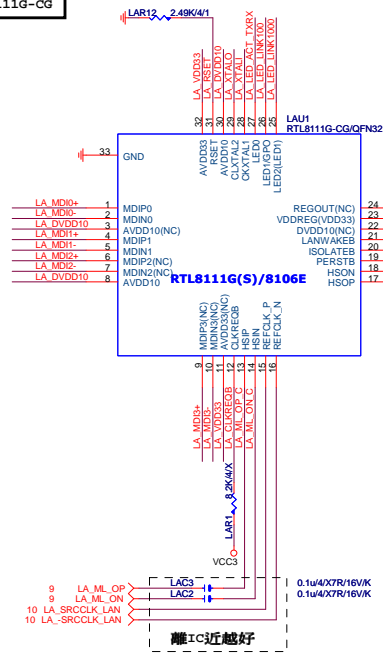 111G-CG
LAR12 2.49K/4/1
LA_VDD33
LA_RSET
LA_DVDD10
LA_XTALO
LA_XTALI
LA_LED_ACT_TXRX
LA_LED_LINK100
LA_LED_LINK1000
32
31
30
29
28
27
26
25
LAU1
RTL8111G-CG/QFN32
AVDD33
RSET
AVDD10
CLXTAL2
CKXTAL1
LED0
LED1/GPO
LED2(LED1)
33 GND
LA_MDI0+ 1 MDIP0
LA_MDI0- 2 MDIN0
LA_DVDD10 3 AVDD10(NC)
LA_MDI1+ 4 MDIP1
LA_MDI1- 5 MDIN1
LA_MDI2+ 6 MDIP2(NC)
LA_MDI2- 7 MDIN2(NC)
LA_DVDD10 8 AVDD10
REGOUT(NC) 24
VDDREG(VDD33) 23
DVDD10(NC) 22
LANWAKEB 21
ISOLATEB 20
PERSTB 19
HSON 18
HSOP 17
RTL8111G(S)/8106E
MDIP3(NC)
MDIN3(NC)
AVDD33(NC)
CLKREQB
HSIP
HSIN
REFCLK_P
REFCLK_N
9
10
11
12
13
14
15
16
LA_MDI3+
LA_MDI3-
LA_VDD33
LA_CLKREQB
LA_ML_OP_C
LA_ML_ON_C
LAR1
8.2K/4/X
VCC3
9 LA_ML_OP LAC3 0.1u/4/X7R/16V/K
9 LA_ML_ON LAC2 0.1u/4/X7R/16V/K
10 LA_SRCCLK_LAN
10 LA_-SRCCLK_LAN
離IC近越好